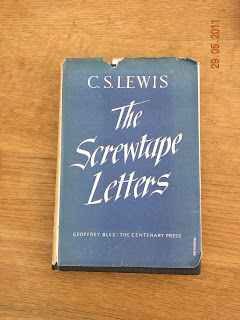 C. S. LEWIS
The
Screwtape
Letters
GEOFFREY BLES : THE CENTENARY PRESS
29.05.2011